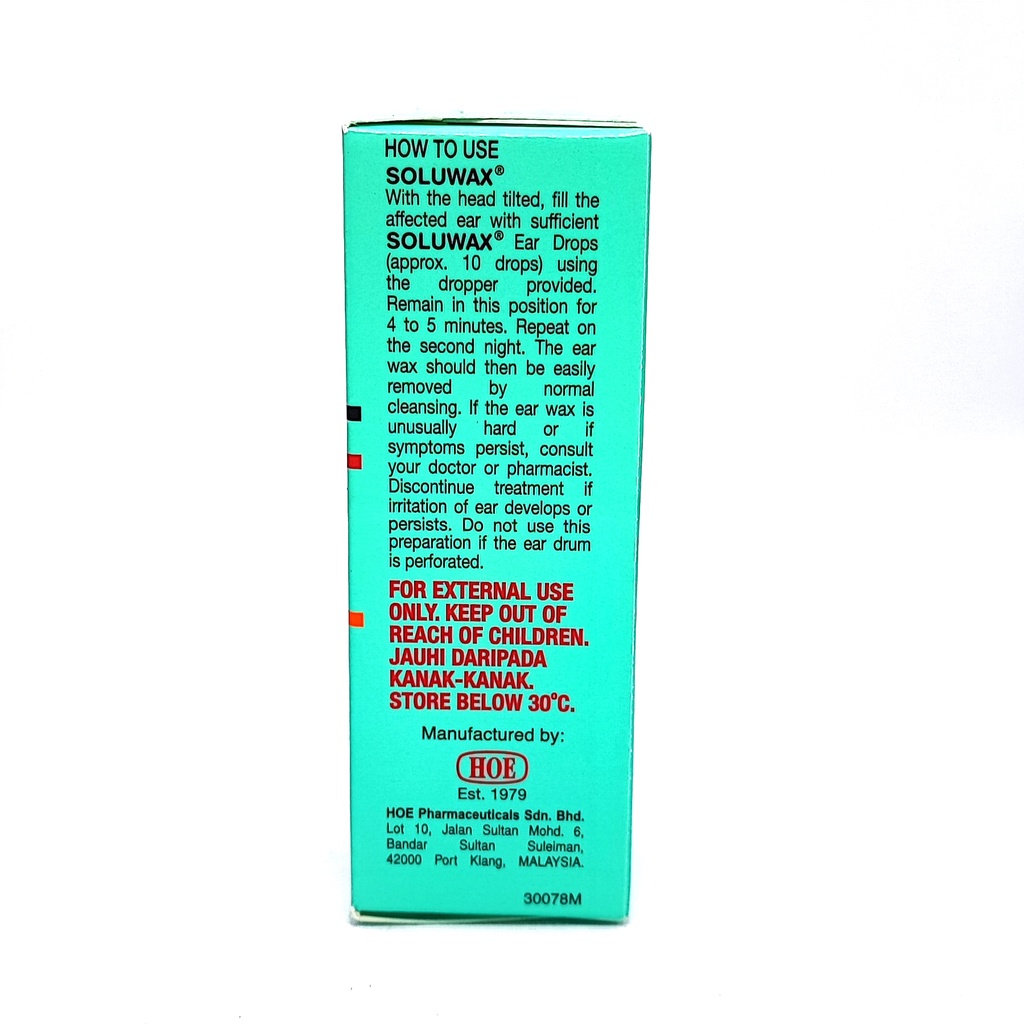 HOW TO USE
SOLUWAX®
With the head tilted, fill the
affected ear with sufficient
SOLUWAX® Ear Drops
(approx. 10 drops) using
the dropper provided.
Remain in this position for
4 to 5 minutes. Repeat on
the second night. The ear
wax should then be easily
removed by normal
cleansing. If the ear wax is
unusually hard or if
symptoms persist, consult
your doctor or pharmacist.
Discontinue treatment if
irritation of ear develops or
persists. Do not use this
preparation if the ear drum
is perforated.
FOR EXTERNAL USE
ONLY. KEEP OUT OF
REACH OF CHILDREN.
JAUHI DARIPADA
KANAK-KANAK.
STORE BELOW 30°C.
Manufactured by:
HOE
Est. 1979
HOE Pharmaceuticals Sdn. Bhd.
Lot 10, Jalan Sultan Mohd. 6,
Bandar Sultan Suleiman,
42000 Port Klang, MALAYSIA.
30078M